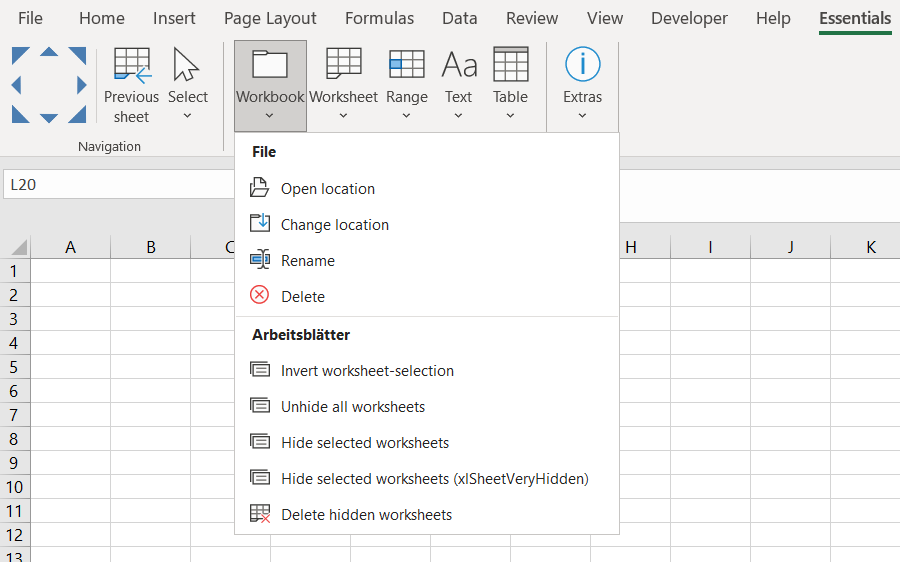 File Home Insert Page Layout Formulas Data Review View Developer Help Essentials
Previous sheet
Select
Workbook
Worksheet
Range
Aa
Text
Table
i
Extras
Navigation
File
Open location
Change location
Rename
Delete
Arbeitsblätter
Invert worksheet-selection
Unhide all worksheets
Hide selected worksheets
Hide selected worksheets (xlSheetVeryHidden)
Delete hidden worksheets
L20
A B C H I J K
1
2
3
4
5
6
7
8
9
10
11
12
13